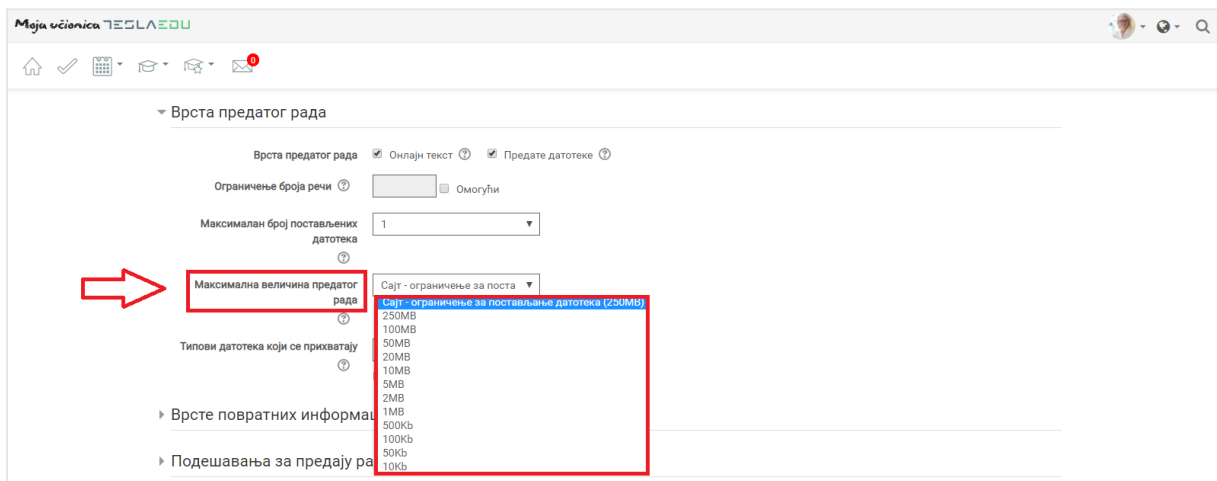 Moja učionica TESLAEDU
0
Врста предатог рада
Врста предатог рада Онлајн текст Предате датотеке
Ограничење броја речи Омогући
Максималан број постављених 1
датотека
Максимална величина предатог Сајт - ограничење за поста
рада
Сајт - ограничење за постављање датотека (250MB)
250MB
100MB
50MB
Типови датотека који се прихватају
20MB
10MB
5MB
2MB
1MB
Врсте повратних информац
500Kb
100Kb
50Kb
Подешавања за предају ра
10Kb